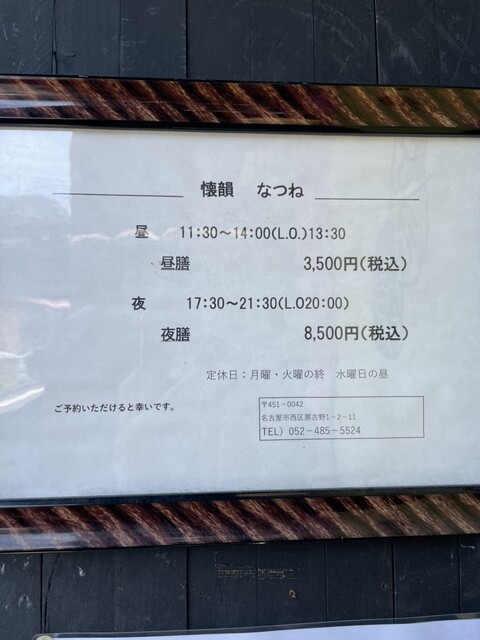 懐韻 なつね
昼 11:30～14:00(L.O.)13:30
昼膳 3,500円(税込)
夜 17:30～21:30(L.O20:00)
夜膳 8,500円(税込)
定休日：月曜・火曜の終 水曜日の昼
ご予約いただけると幸いです。
〒451－0042
名古屋市西区那古野1－2－11
TEL）052－485－5524